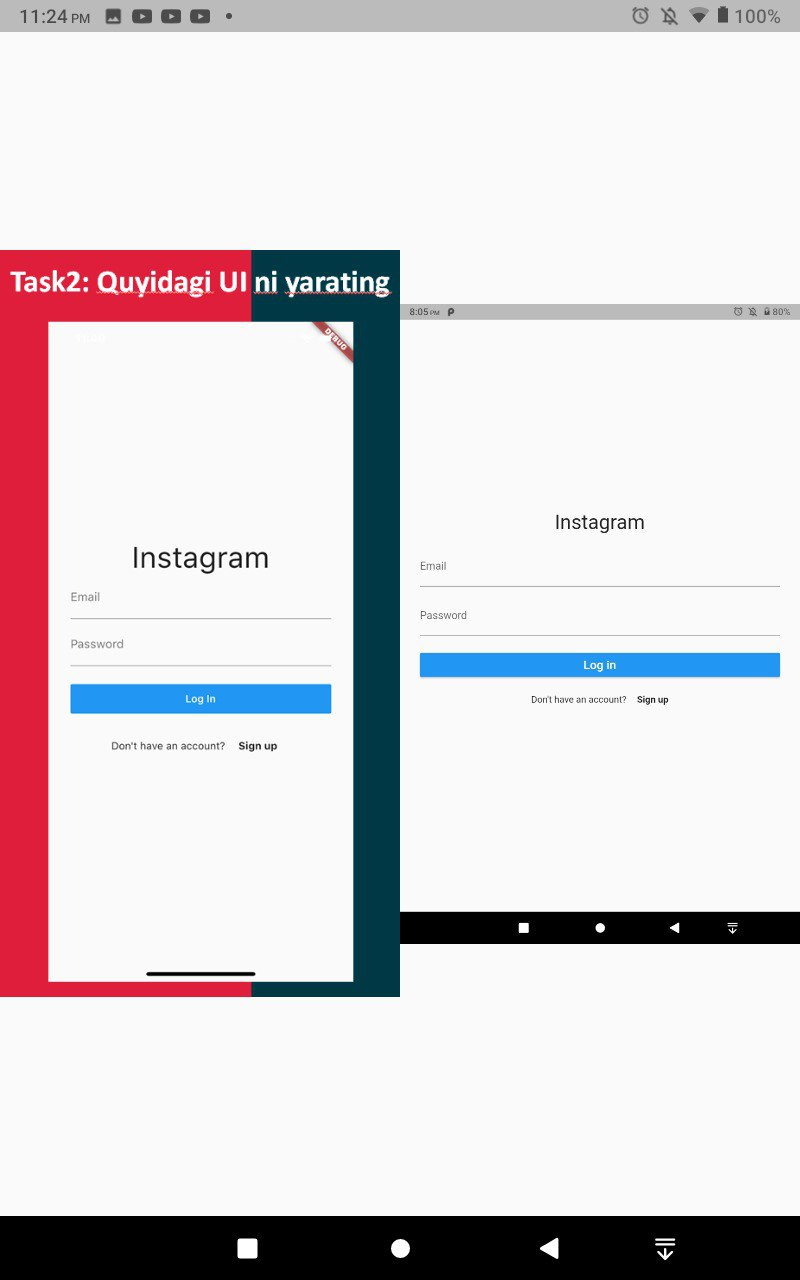 11:24 PM
100%
Task2: Quyidagi UI ni yarating
DEBUG
Instagram
Email
Password
Log In
Don't have an account? Sign up
8:05 PM
80%
Instagram
Email
Password
Log in
Don't have an account? Sign up